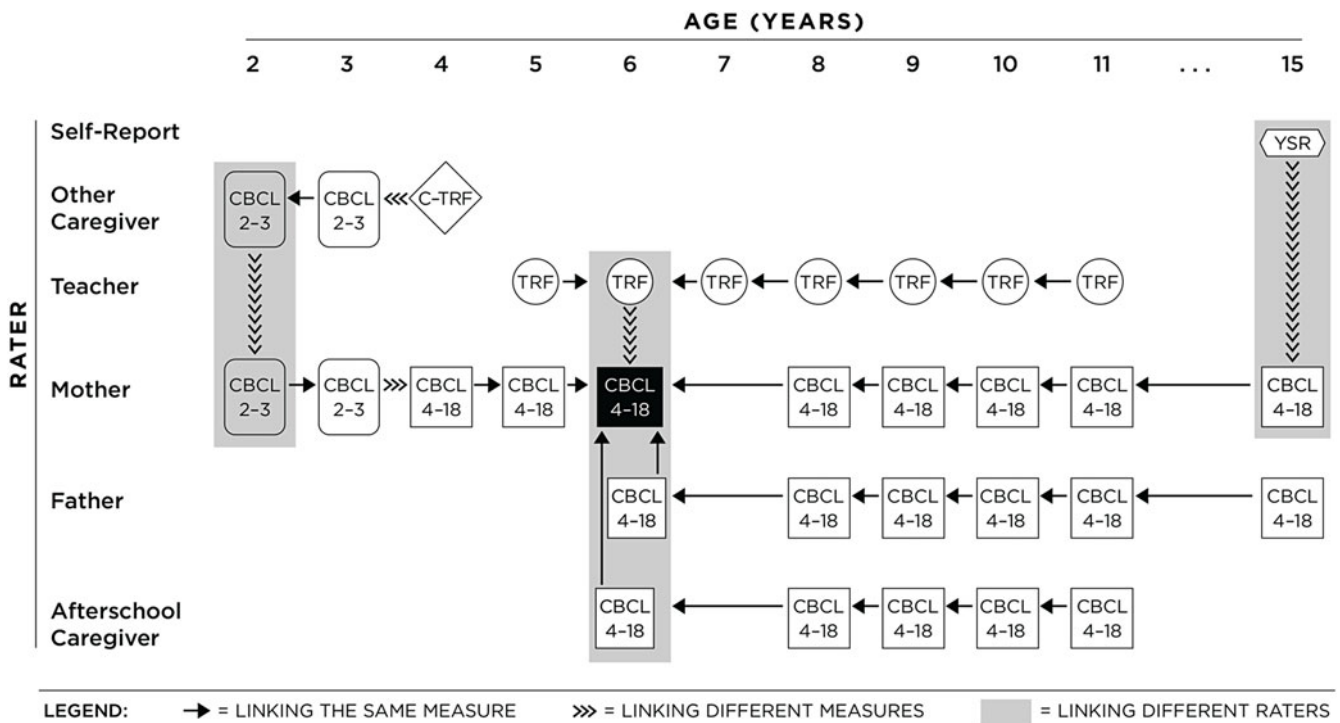 AGE (YEARS)
2 3 4 5 6 7 8 9 10 11 ... 15
RATER
Self-Report
YSR
Other
Caregiver
CBCL
2–3
CBCL
2–3
C-TRF
Teacher
TRF
TRF
TRF
TRF
TRF
TRF
TRF
Mother
CBCL
2–3
CBCL
2–3
CBCL
4–18
CBCL
4–18
CBCL
4–18
CBCL
4–18
CBCL
4–18
CBCL
4–18
CBCL
4–18
CBCL
4–18
Father
CBCL
4–18
CBCL
4–18
CBCL
4–18
CBCL
4–18
CBCL
4–18
CBCL
4–18
Afterschool
Caregiver
CBCL
4–18
CBCL
4–18
CBCL
4–18
CBCL
4–18
CBCL
4–18
LEGEND: = LINKING THE SAME MEASURE = LINKING DIFFERENT MEASURES = LINKING DIFFERENT RATERS